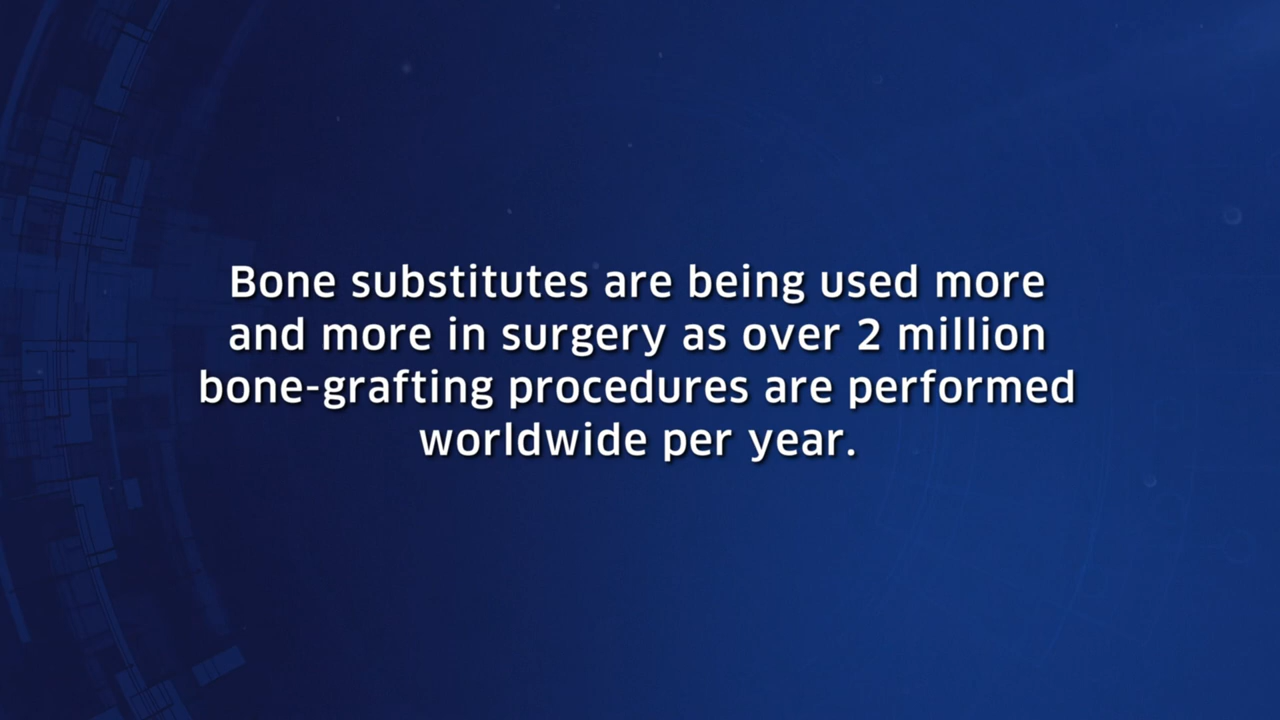 Bone substitutes are being used more
and more in surgery as over 2 million
bone-grafting procedures are performed
worldwide per year.